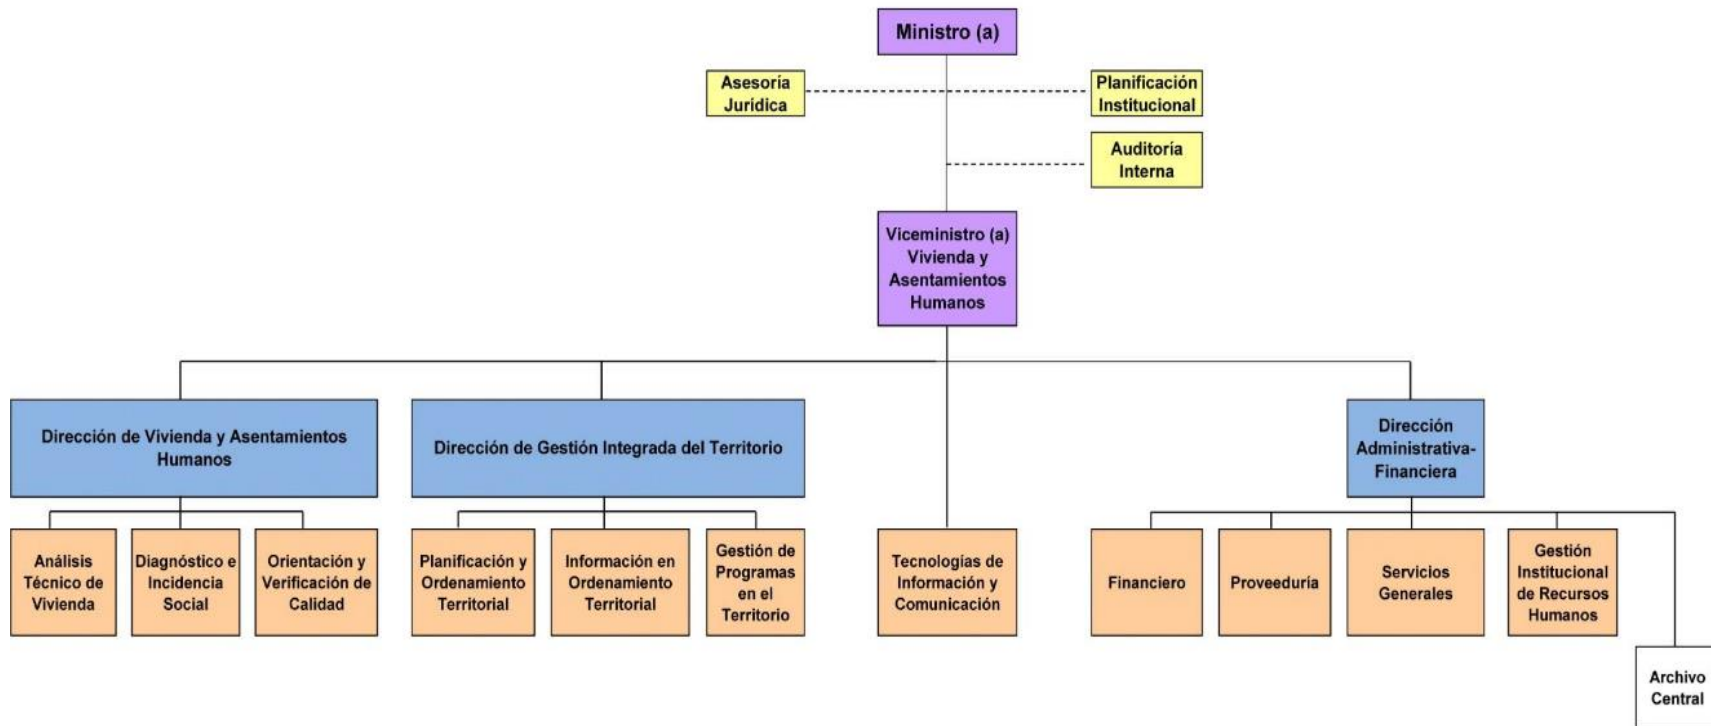 Ministro (a)
Asesoría
Jurídica
Planificación
Institucional
Auditoría
Interna
Viceministro (a)
Vivienda y
Asentamientos
Humanos
Dirección de Vivienda y Asentamientos
Humanos
Dirección de Gestión Integrada del Territorio
Dirección
Administrativa-
Financiera
Análisis
Técnico de
Vivienda
Diagnóstico e
Incidencia
Social
Orientación y
Verificación de
Calidad
Planificación y
Ordenamiento
Territorial
Información en
Ordenamiento
Territorial
Gestión de
Programas
en el
Territorio
Tecnologías de
Información y
Comunicación
Financiero
Proveeduría
Servicios
Generales
Gestión
Institucional
de Recursos
Humanos
Archivo
Central